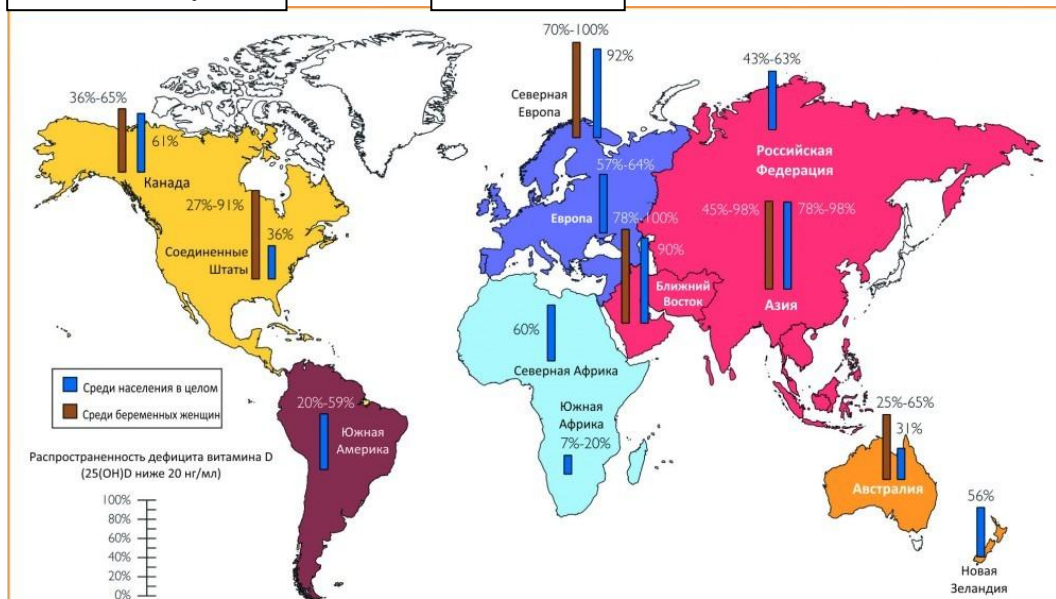 70%-100%
92%
Северная
Европа
43%-63%
36%-65%
61%
Канада
Российская
Федерация
57%-64%
27%-91%
36%
Соединенные
Штаты
Европа
78%-100%
90%
45%-98%
78%-98%
Ближний
Восток
Азия
60%
Северная Африка
Среди населения в целом
Среди беременных женщин
20%-59%
Южная
Америка
Южная
Африка
7%-20%
25%-65%
31%
Австралия
56%
Новая
Зеландия
Распространенность дефицита витамина D
(25(OH)D ниже 20 нг/мл)
100%
80%
60%
40%
20%
0%